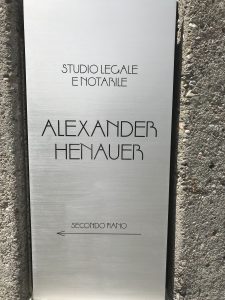 STUDIO LEGALE
E NOTARILE
ALEXANDER
HENAUER
SECONDO PIANO